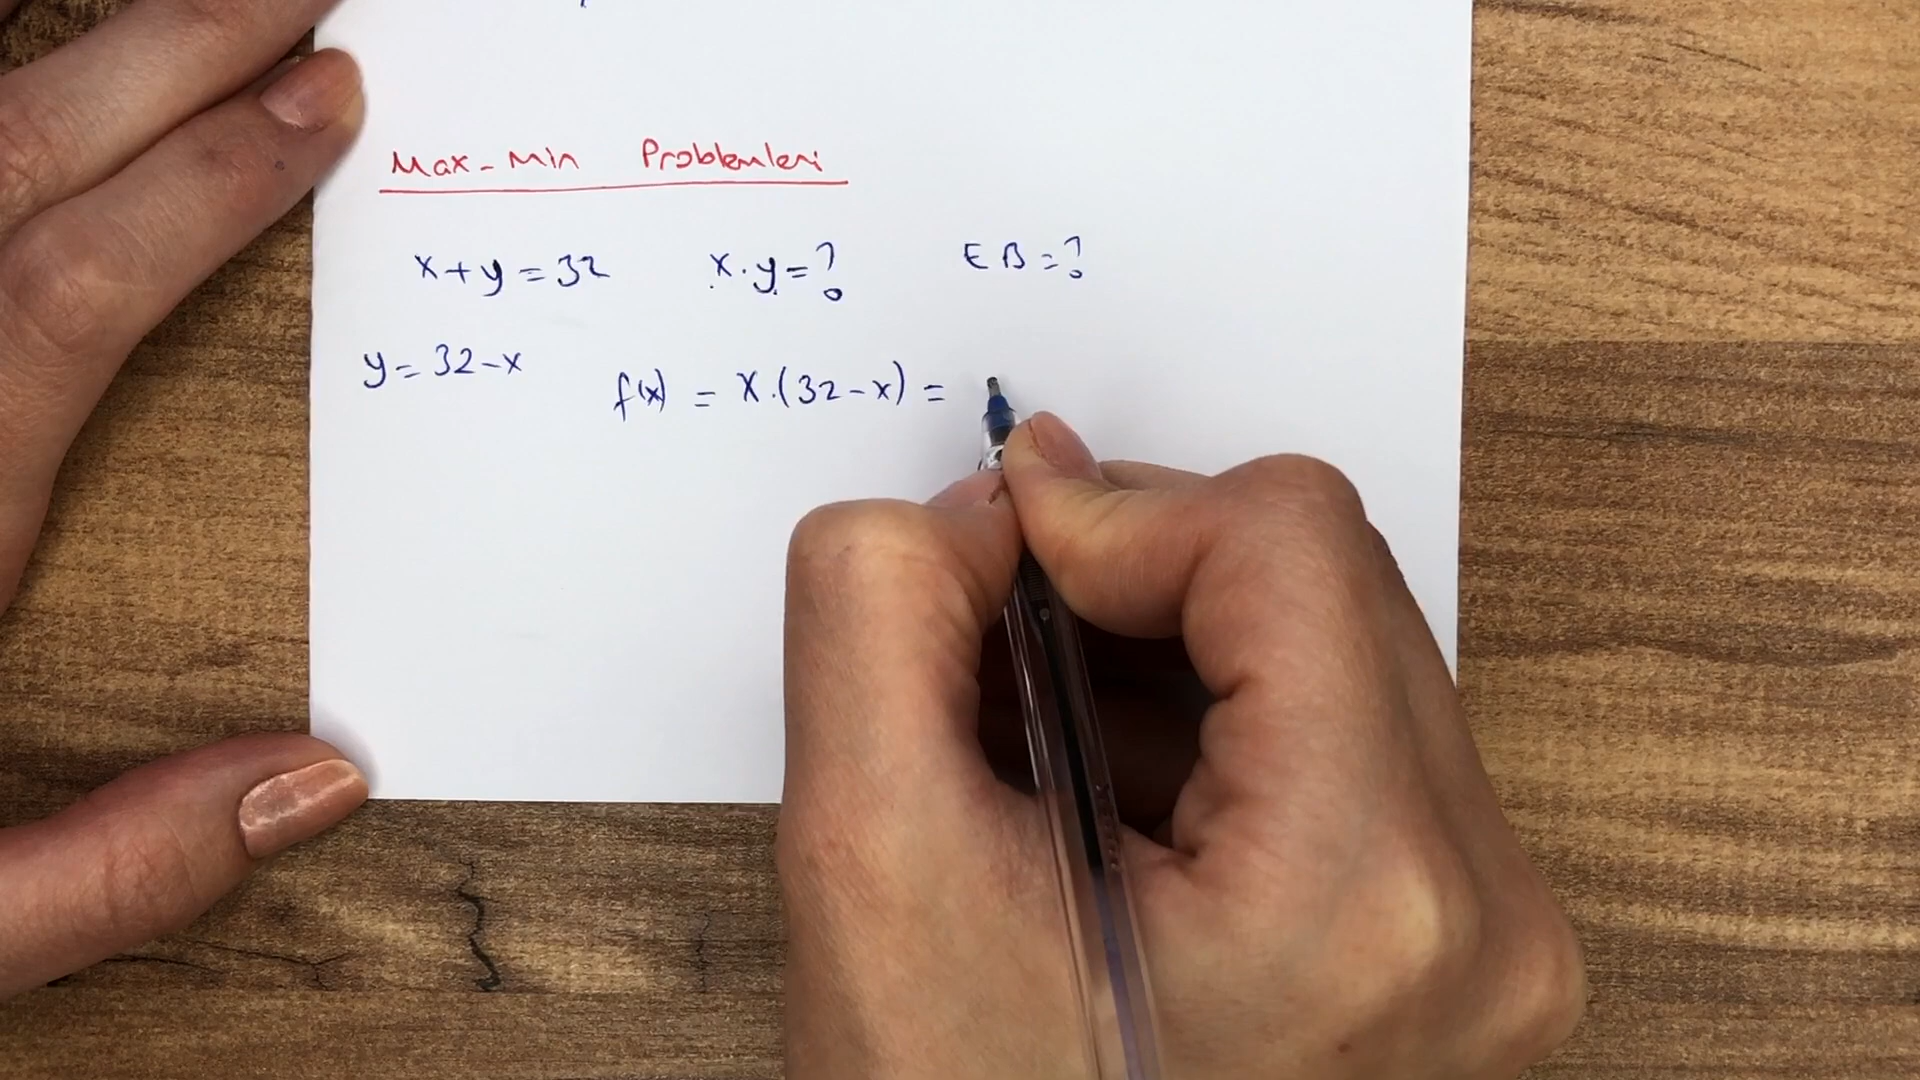 Max-Min Problemleri
x+y=32 x.y=? EB=?
y=32-x f(x) = x.(32-x) =